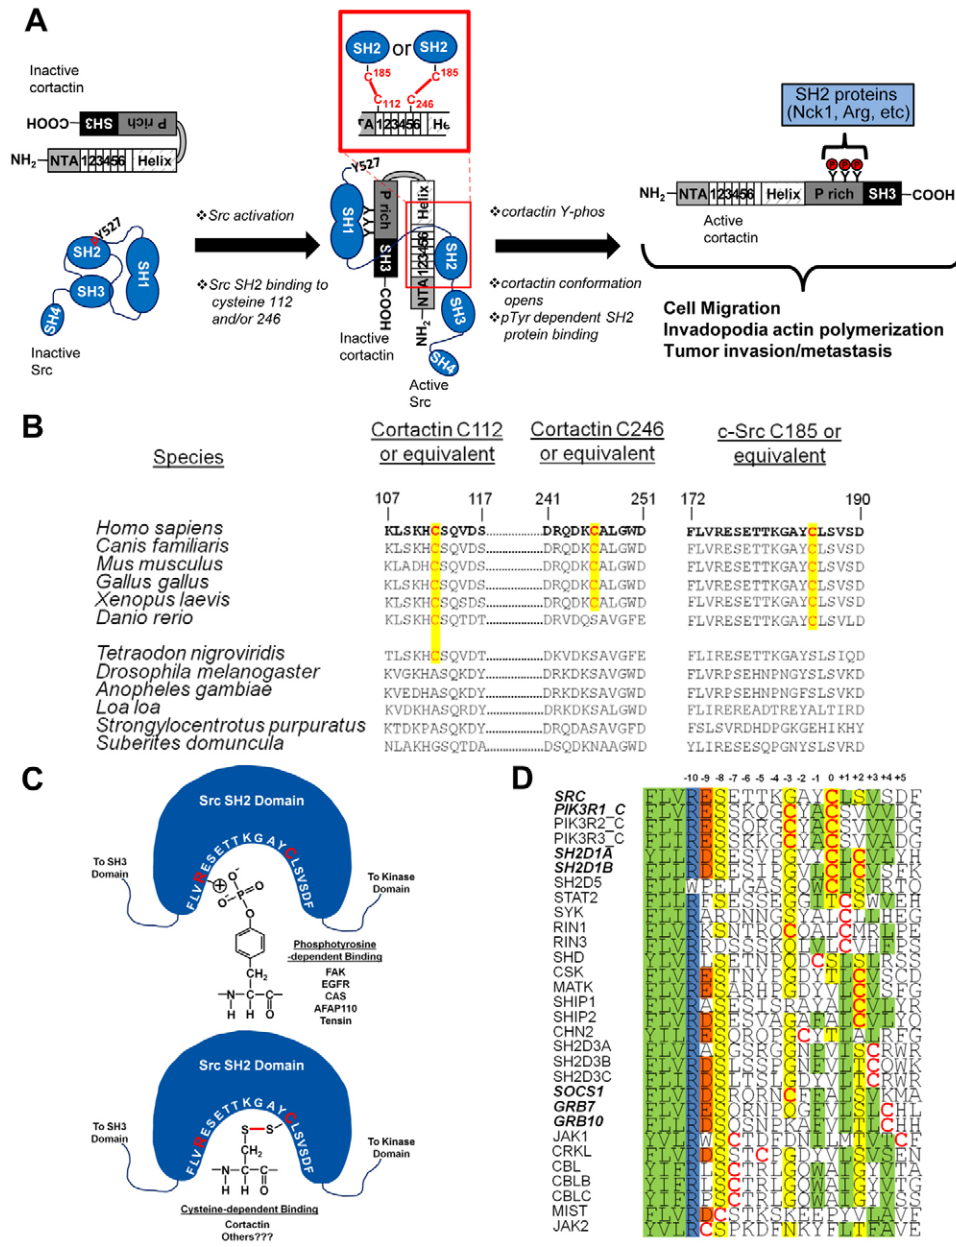 A
Inactive
cortactin
COOH
SH3
P rich
NH2
NTA
123456
Helix
Y527
SH2
SH1
SH3
SH4
Inactive
Src
❖Src activation
❖Src SH2 binding to
cysteine 112
and/or 246
SH2 or SH2
C185
C185
C112
C246
123456
Y527
SH1
P rich
Helix
SH3
123456
NTA
SH2
COOH
NH2
SH3
SH4
Inactive
cortactin
Active
Src
❖cortactin Y-phos
❖cortactin conformation
opens
❖pTyr dependent SH2
protein binding
SH2 proteins
(Nck1, Arg, etc)
P P P
Y Y Y
NH2
NTA
123456
Helix
P rich
SH3
COOH
Active
cortactin
Cell Migration
Invadopodia actin polymerization
Tumor invasion/metastasis
B
Species
Cortactin C112
or equivalent
Cortactin C246
or equivalent
c-Src C185 or
equivalent
107 117 241 251 172 190
Homo sapiens KLSKHCSQVDS DRQDKCALGWD FLVRESETTKGAYCLSVSD
Canis familiaris KLSKHCSQVDS DRQDKCALGWD FLVRESETTKGAYCLSVSD
Mus musculus KLADHCSQVDS DRQDKCALGWD FLVRESETTKGAYCLSVSD
Gallus gallus KLSKHCSQVDS DRQDKCALGWD FLVRESETTKGAYCLSVSD
Xenopus laevis KLSKHCSQSDS DRQDKCALGWD FLVRESETTKGAYCLSVSD
Danio rerio KLSKHCSQTDT DRVDQSAVGFE FLVRESETTKGAYCLSVLD
Tetraodon nigroviridis TLSKHCSQVDT DKVDKSAVGFE FLIRESETTKGAYSLSIQD
Drosophila melanogaster KVGKHASQKDY DRKDKSAVGWD FLVRPSEHNPNGFSLSVKD
Anopheles gambiae KVEDHASQKDY DRKDKSAVGWD FLVRESEHNPNGYSLSVKD
Loa loa KVDKHASQRDY DRKDKSAVGWD FLIREREADTREYALTIRD
Strongylocentrotus purpuratus KTDKPASQKDY DRQDASAVGFD FSLSVRDHDPGKGEHIKHY
Suberites domuncula NLAKHGSQTDA DSQDKNAAGWD YLIRESESQPGNYSLSVRD
C
Src SH2 Domain
FLVRESETTKGAYCLSVSDF
To SH3
Domain
To Kinase
Domain
Phosphotyrosine
-dependent Binding
FAK
EGFR
CAS
AFAP110
Tensin
Src SH2 Domain
FLVRESETTKGAYCLSVSDF
To SH3
Domain
To Kinase
Domain
S S
CH2
N C C
H H O
Cysteine-dependent Binding
Cortactin
Others???
D
-10 -9 -8 -7 -6 -5 -4 -3 -2 -1 0 +1 +2 +3 +4 +5
SRC FLVRESETTKGAYCLSVSDF
PIK3R1_C
PIK3R2_C
PIK3R3_C
SH2D1A
SH2D1B
SH2D5
STAT2
SYK
RIN1
RIN3
SHD
CSK
MATK
SHIP1
SHIP2
CHN2
SH2D3A
SH2D3B
SH2D3C
SOCS1
GRB7
GRB10
JAK1
CRKL
CBL
CBLB
CBLC
MIST
JAK2